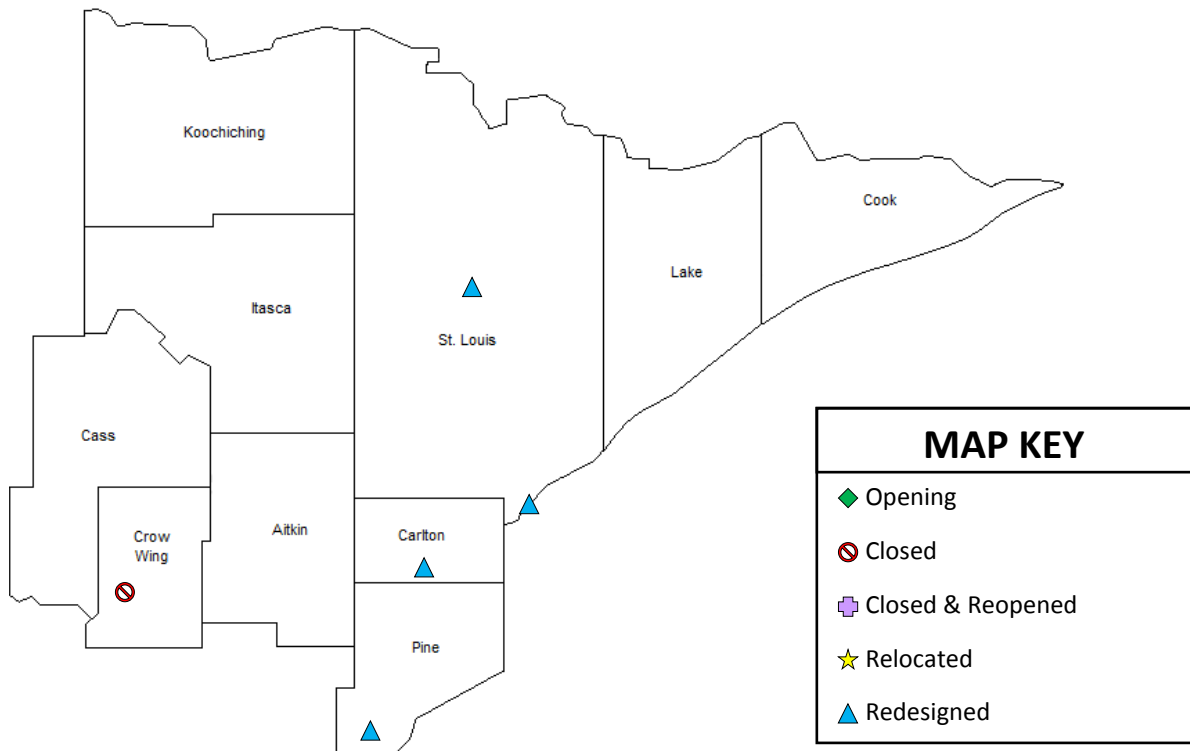 Koochiching
Cook
Lake
Itasca
St. Louis
Cass
Crow
Wing
Aitkin
Carlton
Pine
MAP KEY
Opening
Closed
Closed & Reopened
Relocated
Redesigned